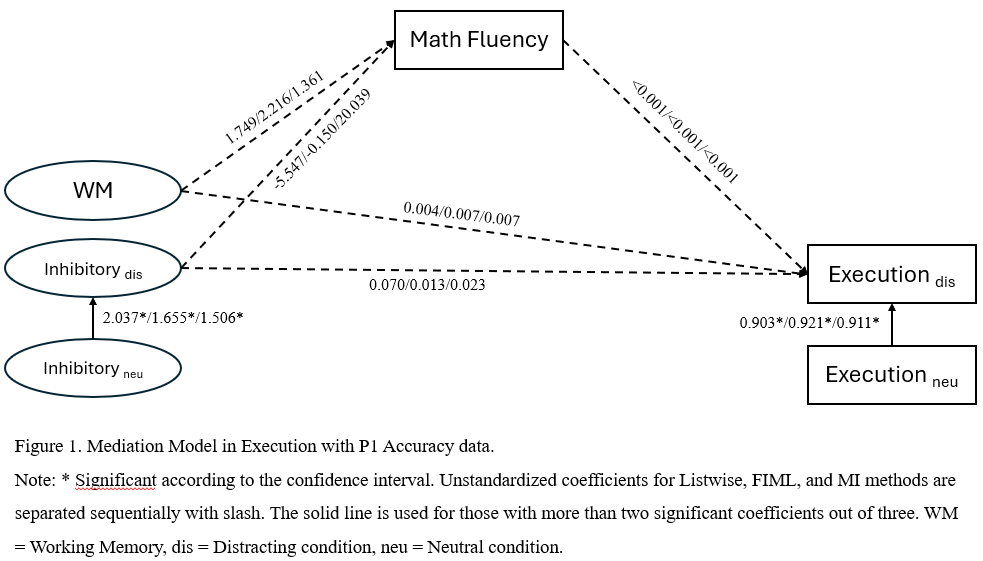 Math Fluency
1.749/2.216/1.361
-5.547/-0.150/20.039
<0.001/<0.001/<0.001
WM
0.004/0.007/0.007
Inhibitory dis
Execution dis
0.070/0.013/0.023
2.037*/1.655*/1.506*
0.903*/0.921*/0.911*
Inhibitory neu
Execution neu
Figure 1. Mediation Model in Execution with P1 Accuracy data.
Note: * Significant according to the confidence interval. Unstandardized coefficients for Listwise, FIML, and MI methods are
separated sequentially with slash. The solid line is used for those with more than two significant coefficients out of three. WM
= Working Memory, dis = Distracting condition, neu = Neutral condition.